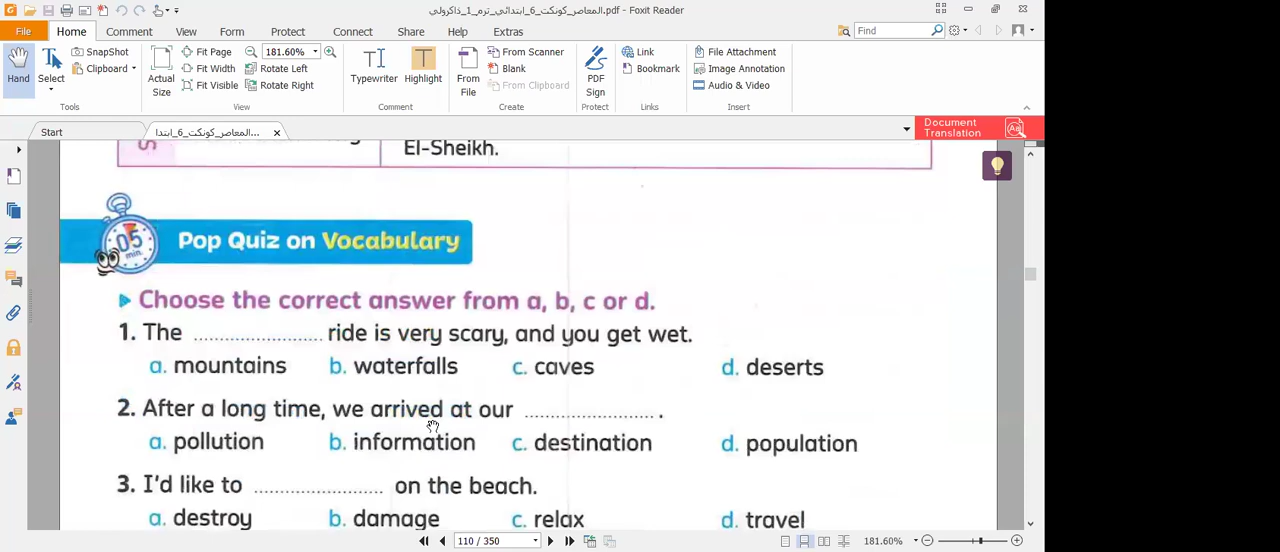 المعاصر_كونكت_6_ابتدائي_ترم_1_ذاكرولي.pdf - Foxit Reader
File Home Comment View Form Protect Connect Share Help Extras Find
Hand
Select
SnapShot
Clipboard
Actual Size
Fit Page
Fit Width
Fit Visible
181.60%
Rotate Left
Rotate Right
Typewriter
Highlight
From File
From Scanner
Blank
From Clipboard
PDF Sign
Link
Bookmark
File Attachment
Image Annotation
Audio & Video
Tools View Comment Create Protect Links Insert
Start
المعاصر_كونكت_6_ابتدا...
Document Translation
El-Sheikh.
05 min.
Pop Quiz on Vocabulary
Choose the correct answer from a, b, c or d.
1. The ........................ ride is very scary, and you get wet.
a. mountains b. waterfalls c. caves d. deserts
2. After a long time, we arrived at our ........................ .
a. pollution b. information c. destination d. population
3. I'd like to ........................ on the beach.
a. destroy b. damage c. relax d. travel
110 / 350
181.60%